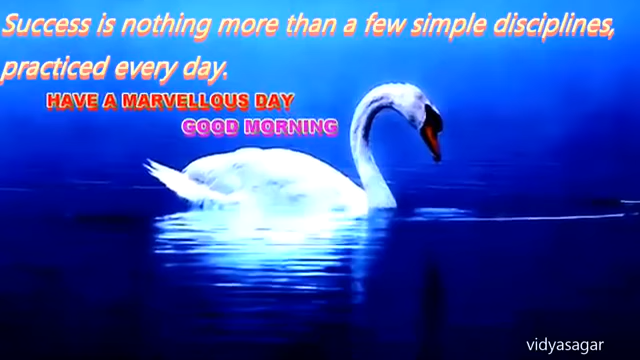 Success is nothing more than a few simple disciplines,
practiced every day.
HAVE A MARVELLOUS DAY
GOOD MORNING
vidyasagar